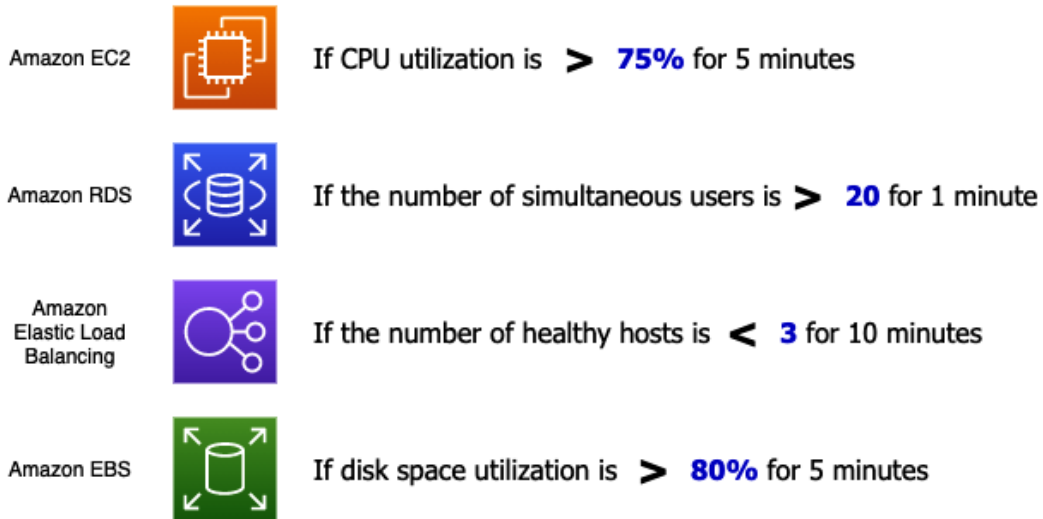 Amazon EC2
If CPU utilization is > 75% for 5 minutes
Amazon RDS
If the number of simultaneous users is > 20 for 1 minute
Amazon
Elastic Load
Balancing
If the number of healthy hosts is < 3 for 10 minutes
Amazon EBS
If disk space utilization is > 80% for 5 minutes